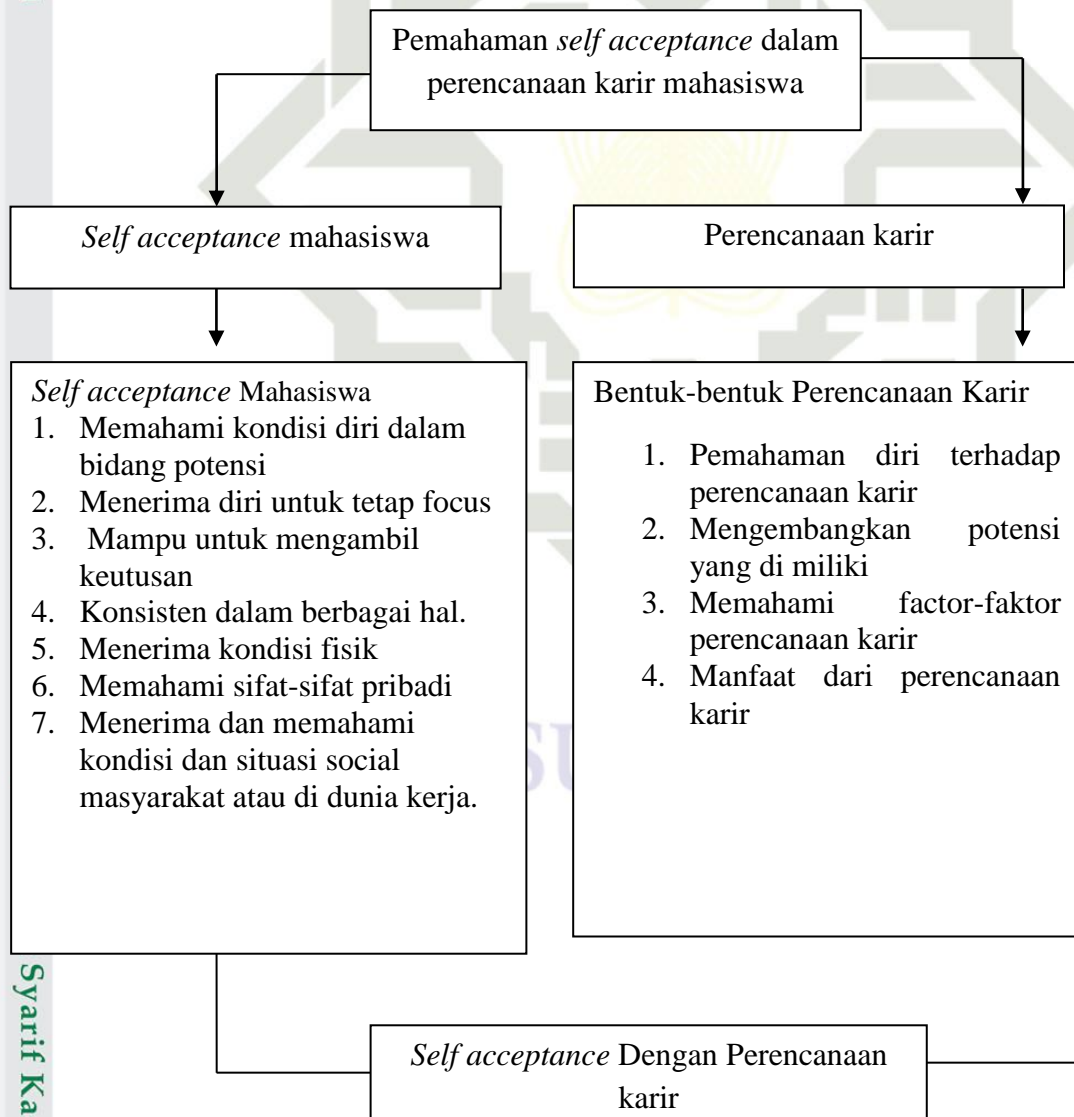 Pemahaman self acceptance dalam
perencanaan karir mahasiswa
Self acceptance mahasiswa
Perencanaan karir
Self acceptance Mahasiswa
1. Memahami kondisi diri dalam
bidang potensi
2. Menerima diri untuk tetap focus
3. Mampu untuk mengambil
keutusan
4. Konsisten dalam berbagai hal.
5. Menerima kondisi fisik
6. Memahami sifat-sifat pribadi
7. Menerima dan memahami
kondisi dan situasi social
masyarakat atau di dunia kerja.
Bentuk-bentuk Perencanaan Karir
1. Pemahaman diri terhadap
perencanaan karir
2. Mengembangkan potensi
yang di miliki
3. Memahami factor-faktor
perencanaan karir
4. Manfaat dari perencanaan
karir
SU
Self acceptance Dengan Perencanaan
karir
Syarif Ka